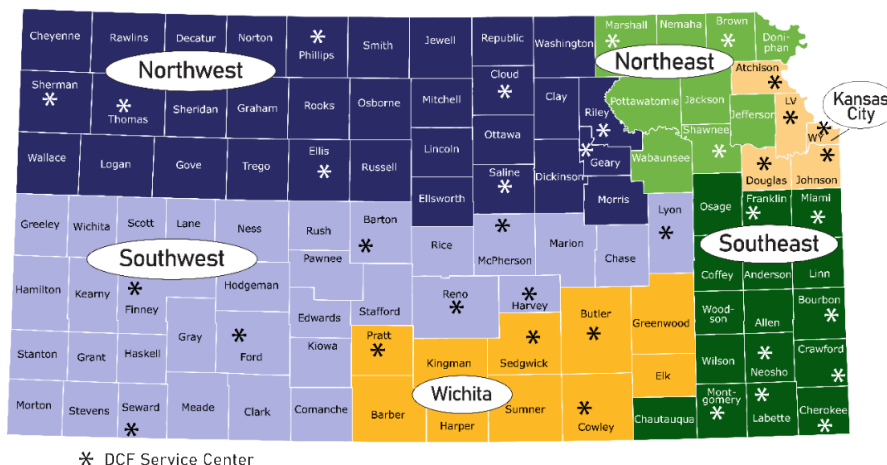 Cheyenne
Rawlins
Decatur
Norton
Phillips
Smith
Jewell
Republic
Washington
Marshall
Nemaha
Brown
Doni-
phan
Northwest
Northeast
Kansas
City
Sherman
Thomas
Sheridan
Graham
Rooks
Osborne
Mitchell
Cloud
Clay
Riley
Pottawatomie
Jackson
Atchison
Jefferson
LV
WY
Wallace
Logan
Gove
Trego
Ellis
Russell
Lincoln
Ottawa
Saline
Dickinson
Geary
Wabaunsee
Shawnee
Douglas
Johnson
Ellsworth
Morris
Greeley
Wichita
Scott
Lane
Ness
Rush
Barton
Rice
McPherson
Marion
Chase
Lyon
Osage
Franklin
Miami
Southwest
Southeast
Pawnee
Hamilton
Kearny
Finney
Hodgeman
Edwards
Stafford
Reno
Harvey
Butler
Greenwood
Coffey
Anderson
Linn
Wood-
son
Allen
Bourbon
Stanton
Grant
Haskell
Gray
Ford
Kiowa
Pratt
Kingman
Sedgwick
Elk
Wilson
Neosho
Crawford
Wichita
Morton
Stevens
Seward
Meade
Clark
Comanche
Barber
Harper
Sumner
Cowley
Chautauqua
Mont-
gomery
Labette
Cherokee
* DCF Service Center